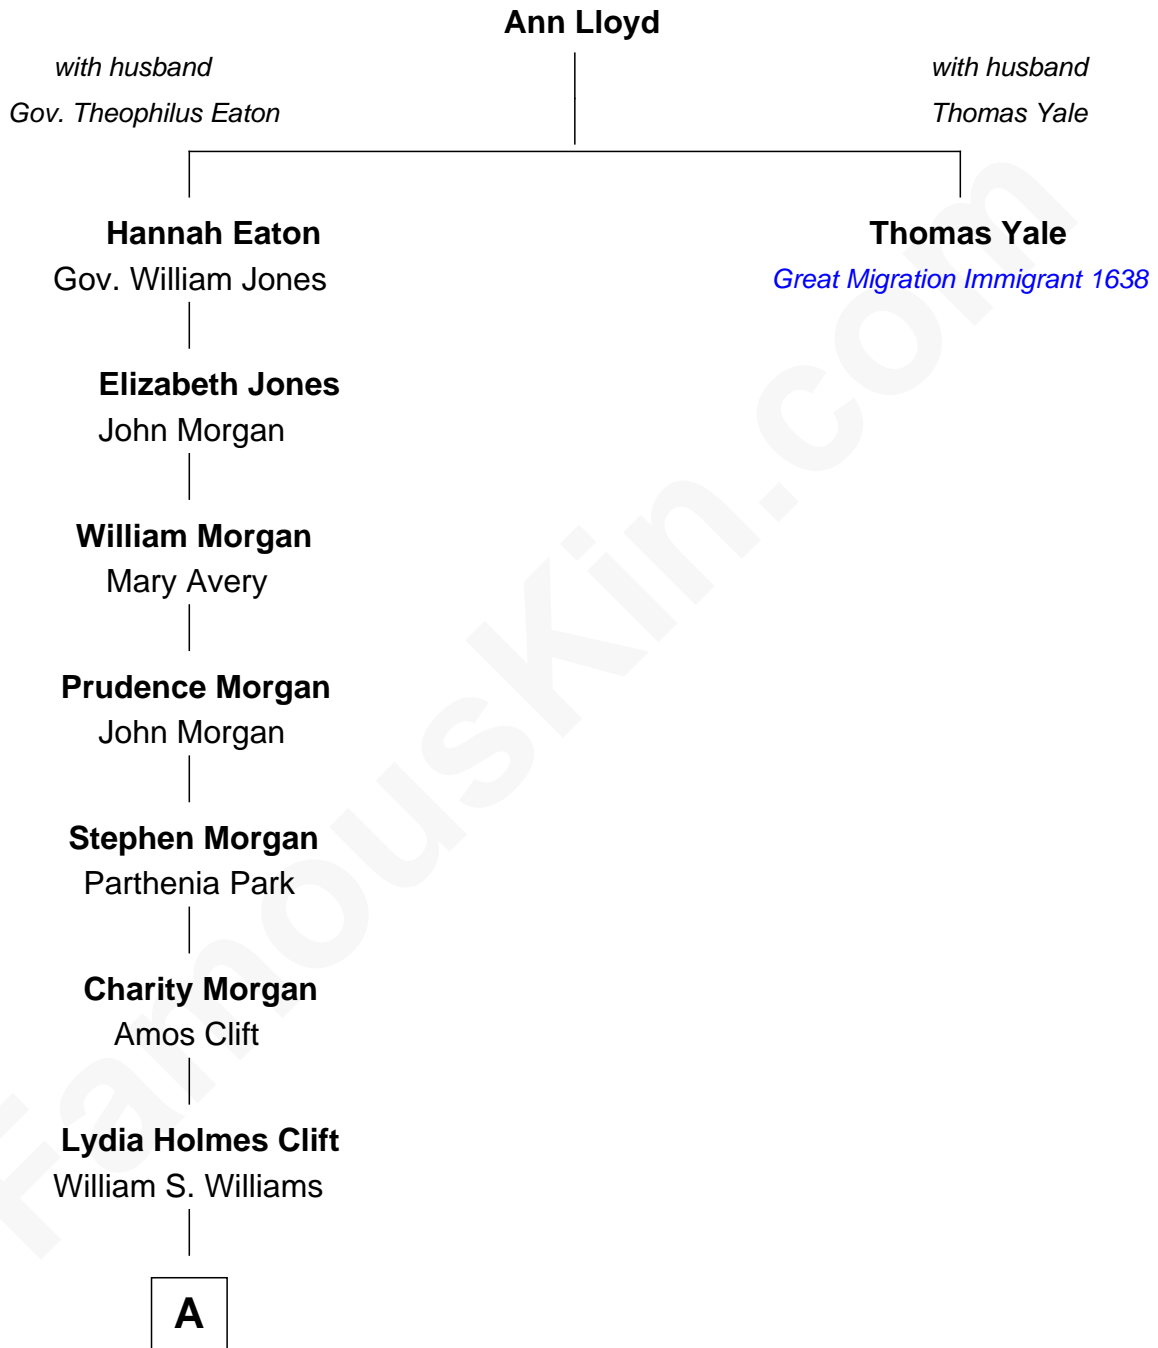 Ann Lloyd
with husband
Gov. Theophilus Eaton
with husband
Thomas Yale
Hannah Eaton
Gov. William Jones
Thomas Yale
Great Migration Immigrant 1638
Elizabeth Jones
John Morgan
William Morgan
Mary Avery
Prudence Morgan
John Morgan
Stephen Morgan
Parthenia Park
Charity Morgan
Amos Clift
Lydia Holmes Clift
William S. Williams
A
FamousKin.com